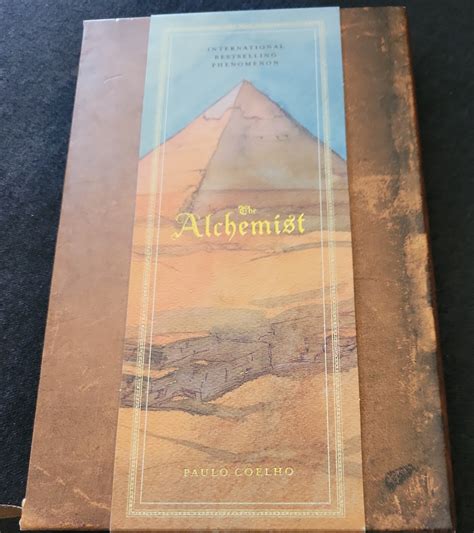 INTERNATIONAL
BESTSELLING
PHENOMENON
The
Alchemist
PAULO COELHO